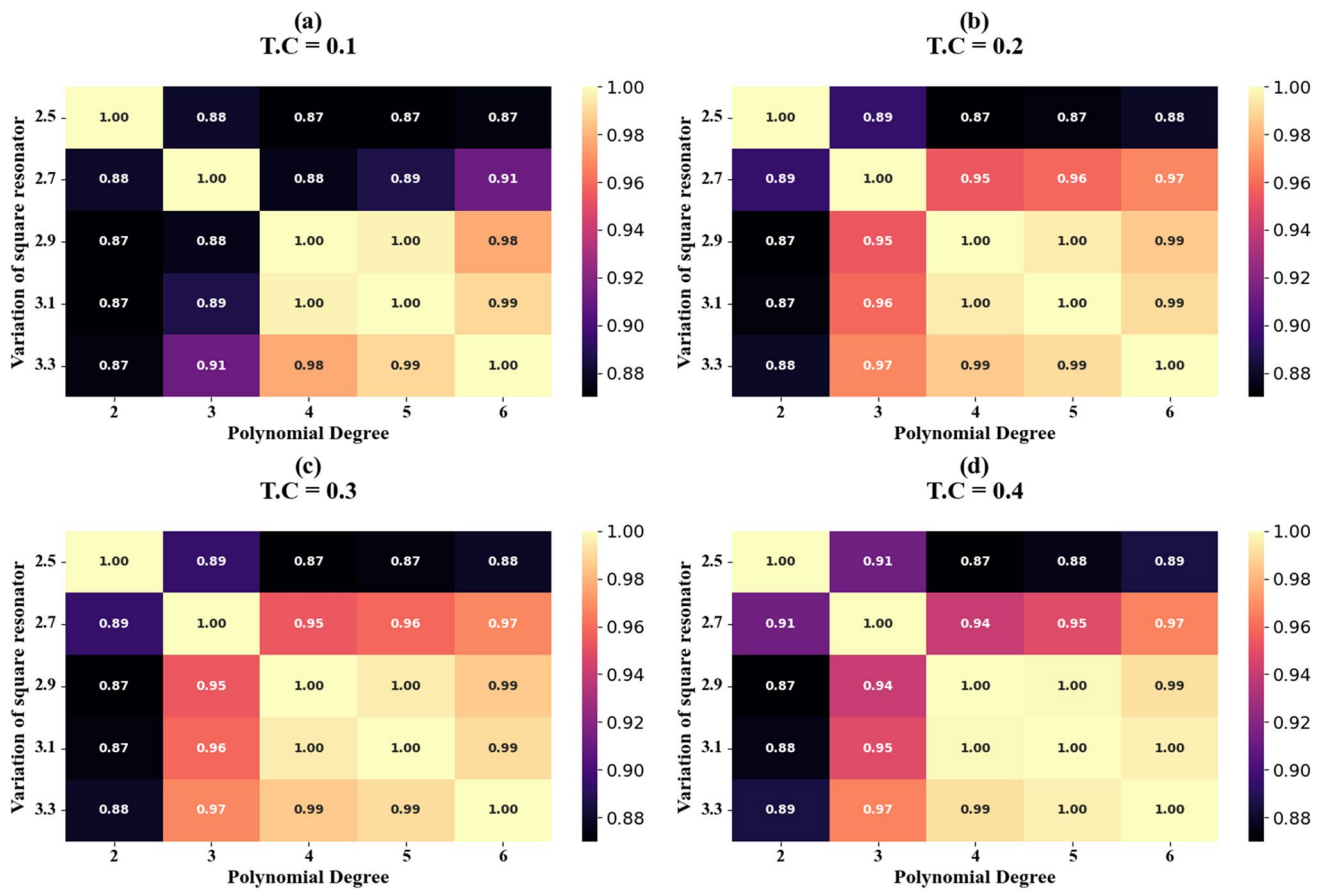 (a)
T.C = 0.1
Variation of square resonator
2.5 1.00 0.88 0.87 0.87 0.87
2.7 0.88 1.00 0.88 0.89 0.91
2.9 0.87 0.88 1.00 1.00 0.98
3.1 0.87 0.89 1.00 1.00 0.99
3.3 0.87 0.91 0.98 0.99 1.00
2 3 4 5 6
Polynomial Degree
1.00
0.98
0.96
0.94
0.92
0.90
0.88
(b)
T.C = 0.2
Variation of square resonator
2.5 1.00 0.89 0.87 0.87 0.88
2.7 0.89 1.00 0.95 0.96 0.97
2.9 0.87 0.95 1.00 1.00 0.99
3.1 0.87 0.96 1.00 1.00 0.99
3.3 0.88 0.97 0.99 0.99 1.00
2 3 4 5 6
Polynomial Degree
1.00
0.98
0.96
0.94
0.92
0.90
0.88
(c)
T.C = 0.3
Variation of square resonator
2.5 1.00 0.89 0.87 0.87 0.88
2.7 0.89 1.00 0.95 0.96 0.97
2.9 0.87 0.95 1.00 1.00 0.99
3.1 0.87 0.96 1.00 1.00 0.99
3.3 0.88 0.97 0.99 0.99 1.00
2 3 4 5 6
Polynomial Degree
1.00
0.98
0.96
0.94
0.92
0.90
0.88
(d)
T.C = 0.4
Variation of square resonator
2.5 1.00 0.91 0.87 0.88 0.89
2.7 0.91 1.00 0.94 0.95 0.97
2.9 0.87 0.94 1.00 1.00 0.99
3.1 0.88 0.95 1.00 1.00 1.00
3.3 0.89 0.97 0.99 1.00 1.00
2 3 4 5 6
Polynomial Degree
1.00
0.98
0.96
0.94
0.92
0.90
0.88